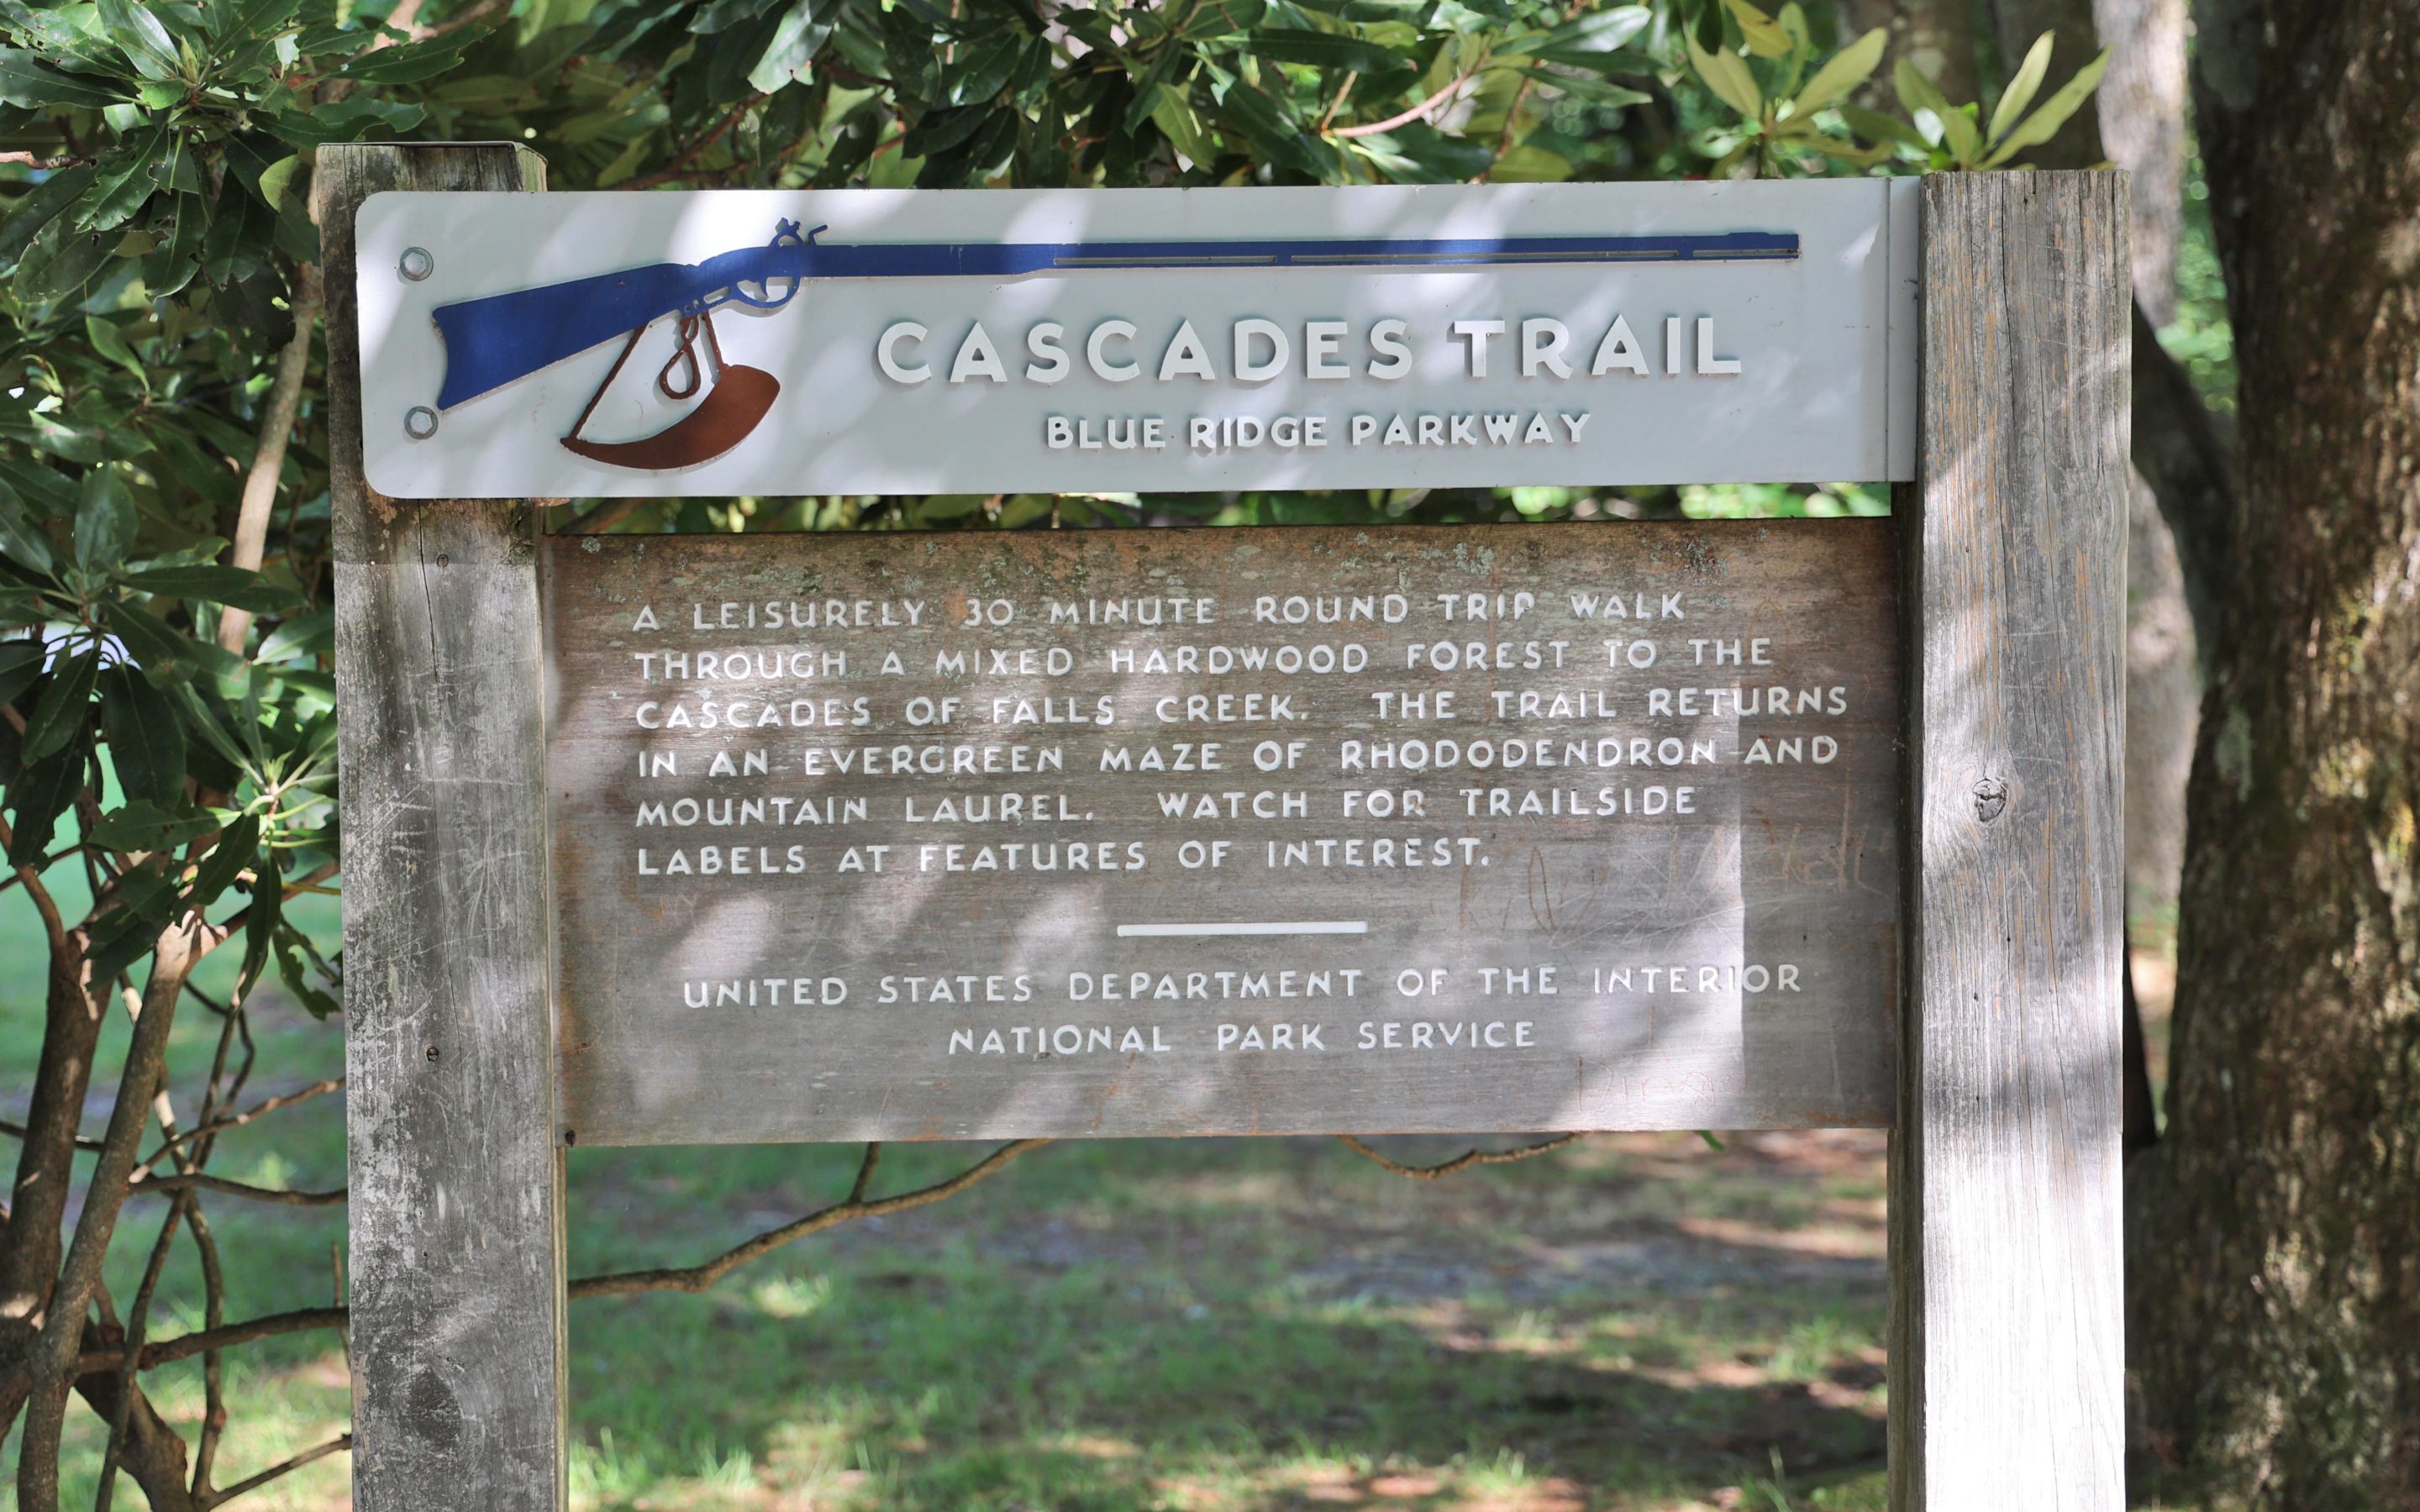 CASCADES TRAIL
BLUE RIDGE PARKWAY
A LEISURELY 30 MINUTE ROUND TRIP WALK
THROUGH A MIXED HARDWOOD FOREST TO THE
CASCADES OF FALLS CREEK. THE TRAIL RETURNS
IN AN EVERGREEN MAZE OF RHODODENDRON AND
MOUNTAIN LAUREL. WATCH FOR TRAILSIDE
LABELS AT FEATURES OF INTEREST.
UNITED STATES DEPARTMENT OF THE INTERIOR
NATIONAL PARK SERVICE